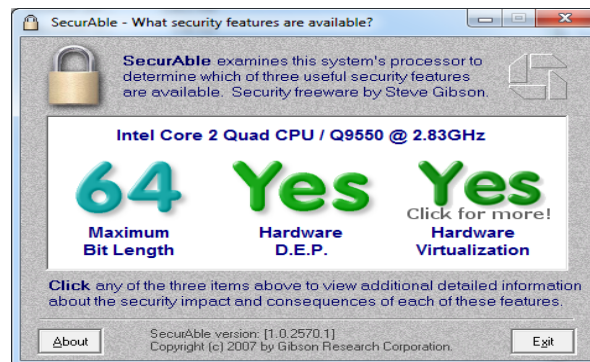 SecurAble - What security features are available?
SecurAble examines this system's processor to
determine which of three useful security features
are available. Security freeware by Steve Gibson.
Intel Core 2 Quad CPU / Q9550 @ 2.83GHz
64 Yes Yes
Click for more!
Maximum Hardware Hardware
Bit Length D.E.P. Virtualization
Click any of the three items above to view additional detailed information
about the security impact and consequences of each of these features.
About
SecurAble version: [1.0.2570.1]
Copyright (c) 2007 by Gibson Research Corporation.
Exit